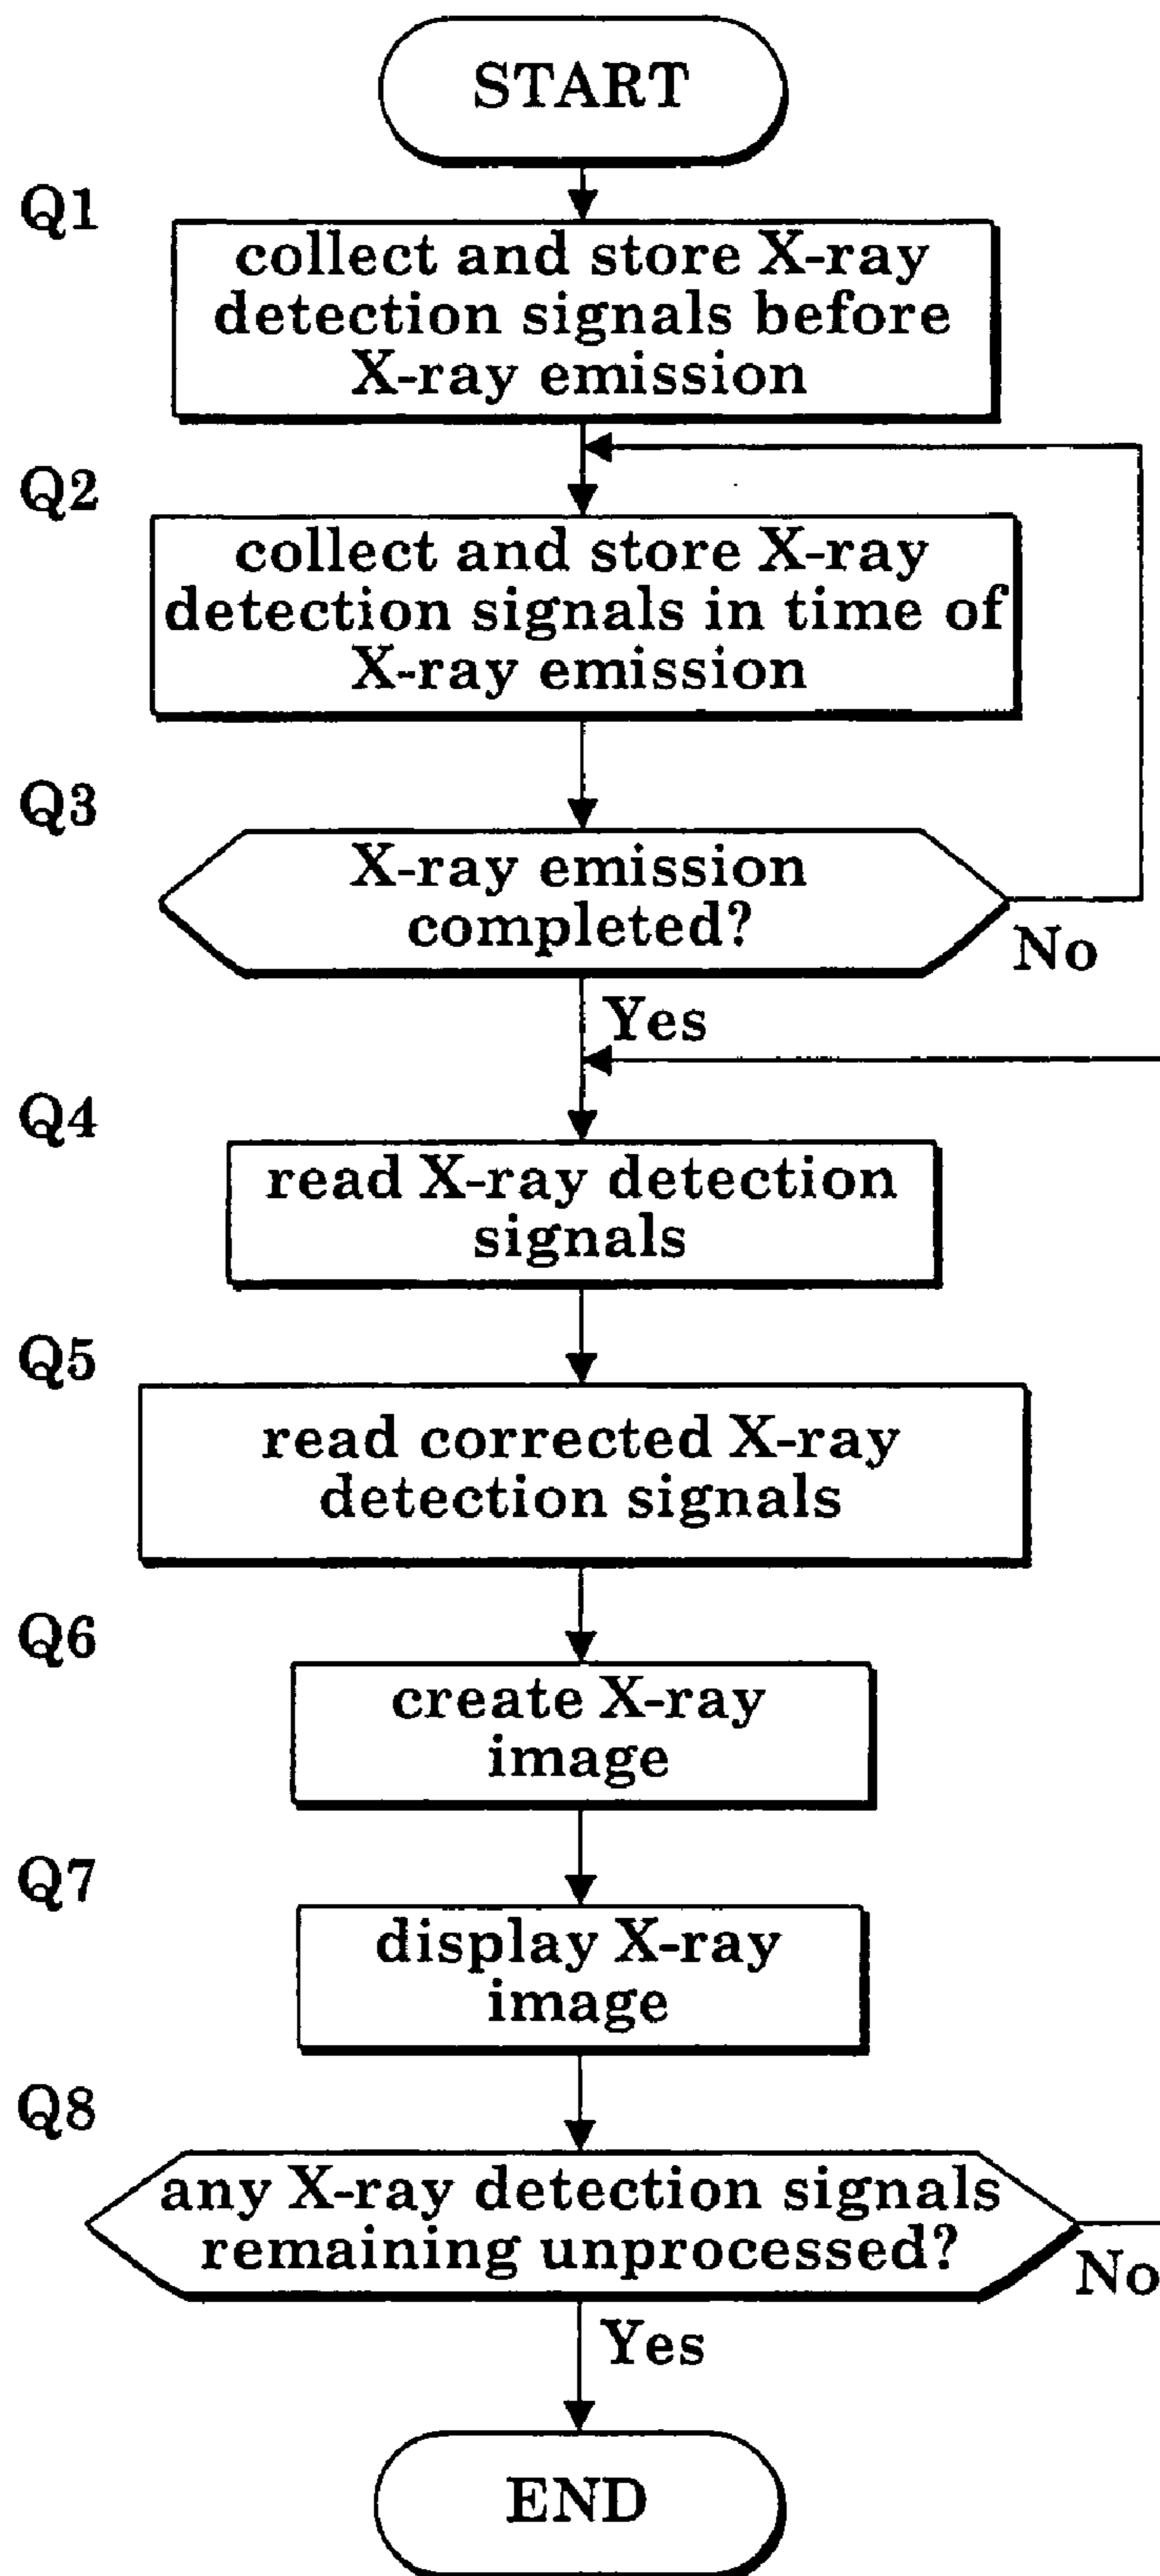 START
Q1
collect and store X-ray
detection signals before
X-ray emission
Q2
collect and store X-ray
detection signals in time of
X-ray emission
Q3
X-ray emission
completed?
No
Yes
Q4
read X-ray detection
signals
Q5
read corrected X-ray
detection signals
Q6
create X-ray
image
Q7
display X-ray
image
Q8
any X-ray detection signals
remaining unprocessed?
No
Yes
END